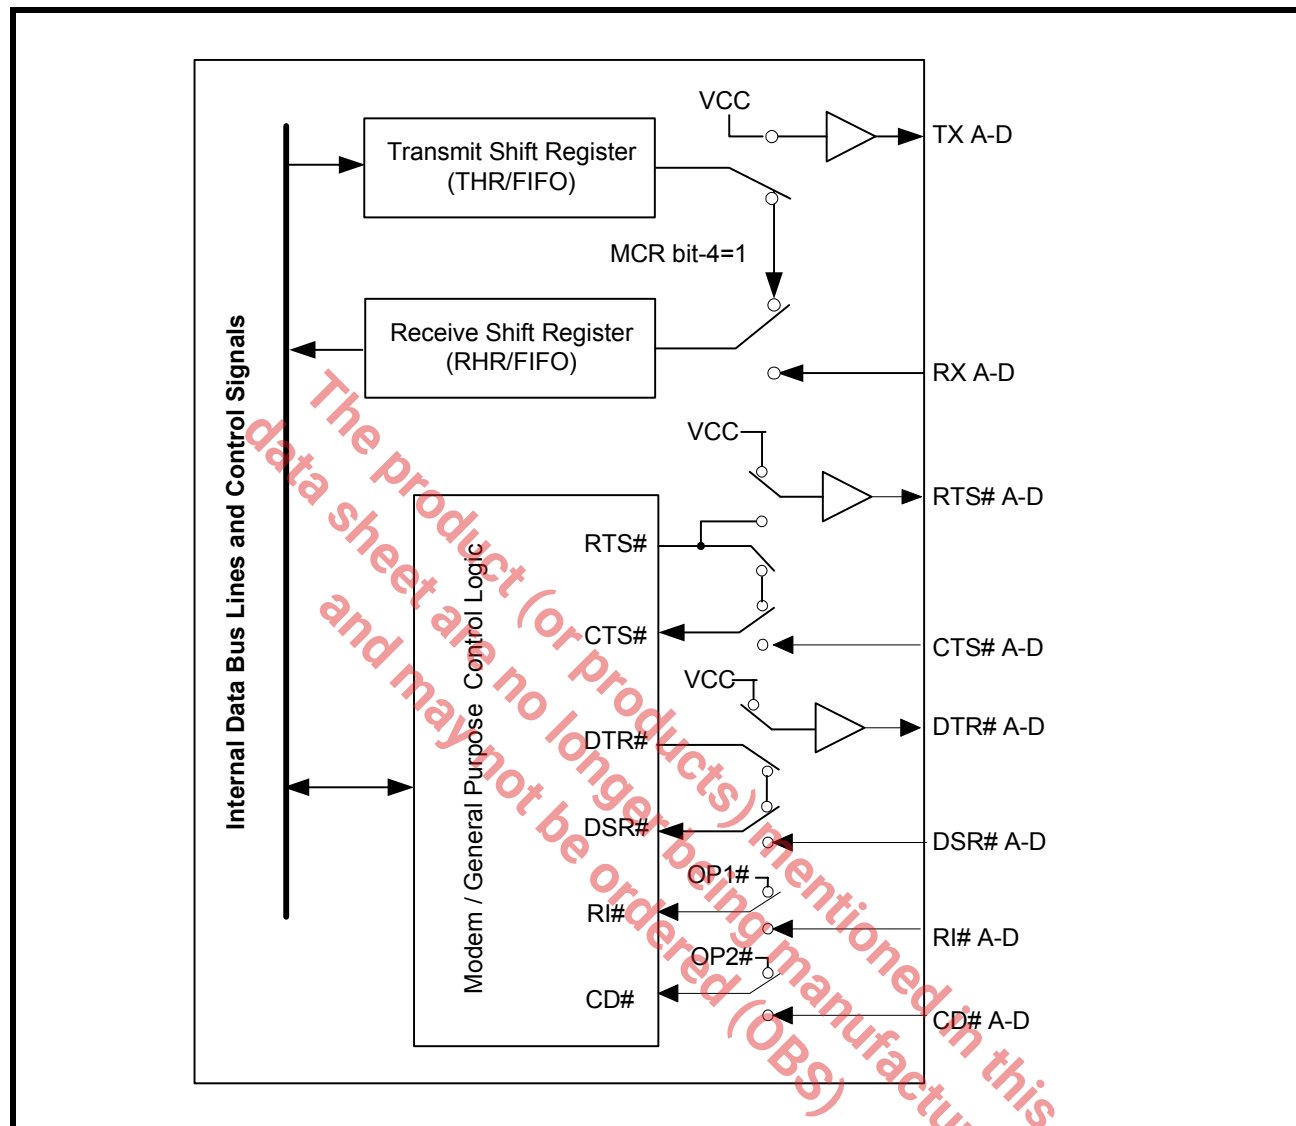 VCC
TX A-D
Transmit Shift Register
(THR/FIFO)
MCR bit-4=1
Receive Shift Register
(RHR/FIFO)
RX A-D
Internal Data Bus Lines and Control Signals
VCC
RTS# A-D
RTS#
CTS#
CTS# A-D
VCC
DTR# A-D
DTR#
Modem / General Purpose Control Logic
DSR#
DSR# A-D
OP1#
RI#
RI# A-D
OP2#
CD#
CD# A-D
The product (or products) mentioned in this
data sheet are no longer being manufactu
and may not be ordered (OBS)